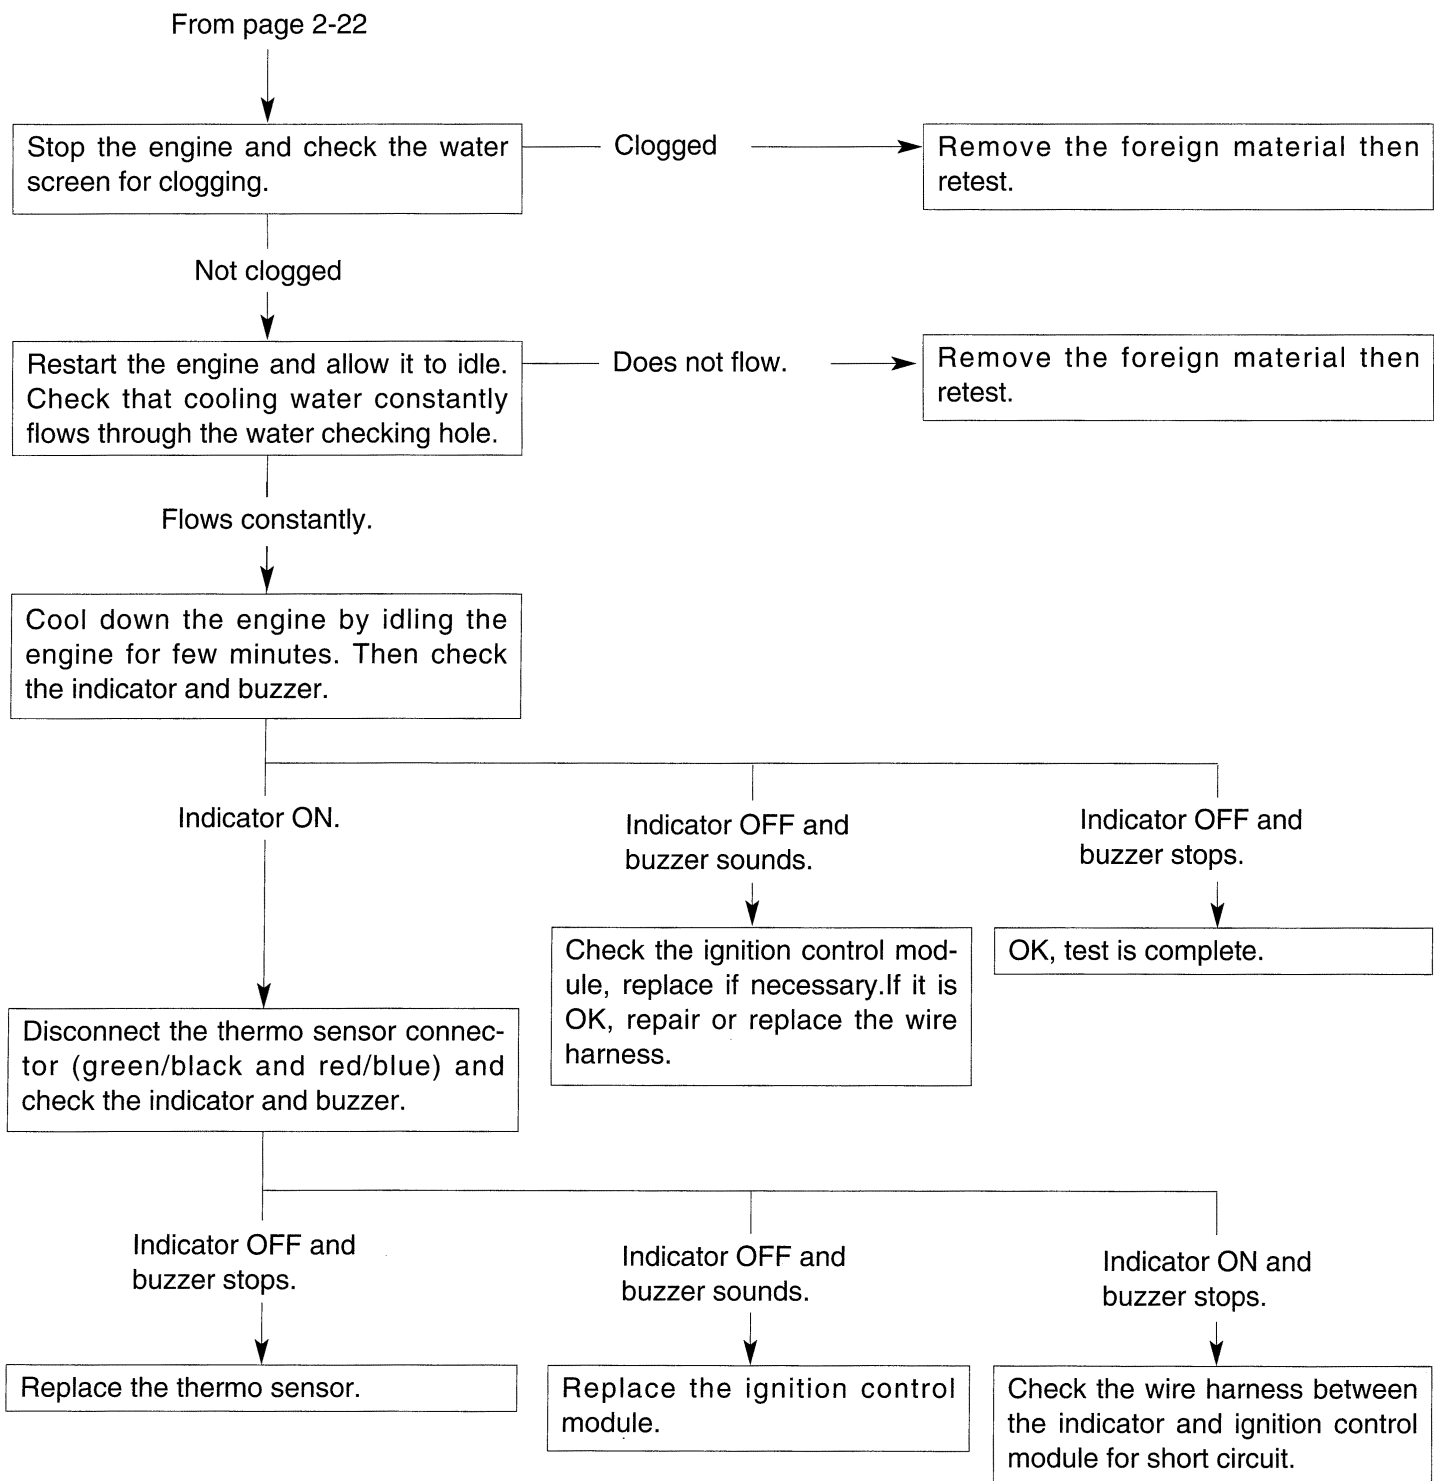 From page 2-22
Stop the engine and check the water
screen for clogging.
Clogged
Remove the foreign material then
retest.
Not clogged
Restart the engine and allow it to idle.
Check that cooling water constantly
flows through the water checking hole.
Does not flow.
Remove the foreign material then
retest.
Flows constantly.
Cool down the engine by idling the
engine for few minutes. Then check
the indicator and buzzer.
Indicator ON.
Indicator OFF and
buzzer sounds.
Indicator OFF and
buzzer stops.
Check the ignition control mod-
ule, replace if necessary.If it is
OK, repair or replace the wire
harness.
OK, test is complete.
Disconnect the thermo sensor connec-
tor (green/black and red/blue) and
check the indicator and buzzer.
Indicator OFF and
buzzer stops.
Indicator OFF and
buzzer sounds.
Indicator ON and
buzzer stops.
Replace the thermo sensor.
Replace the ignition control
module.
Check the wire harness between
the indicator and ignition control
module for short circuit.